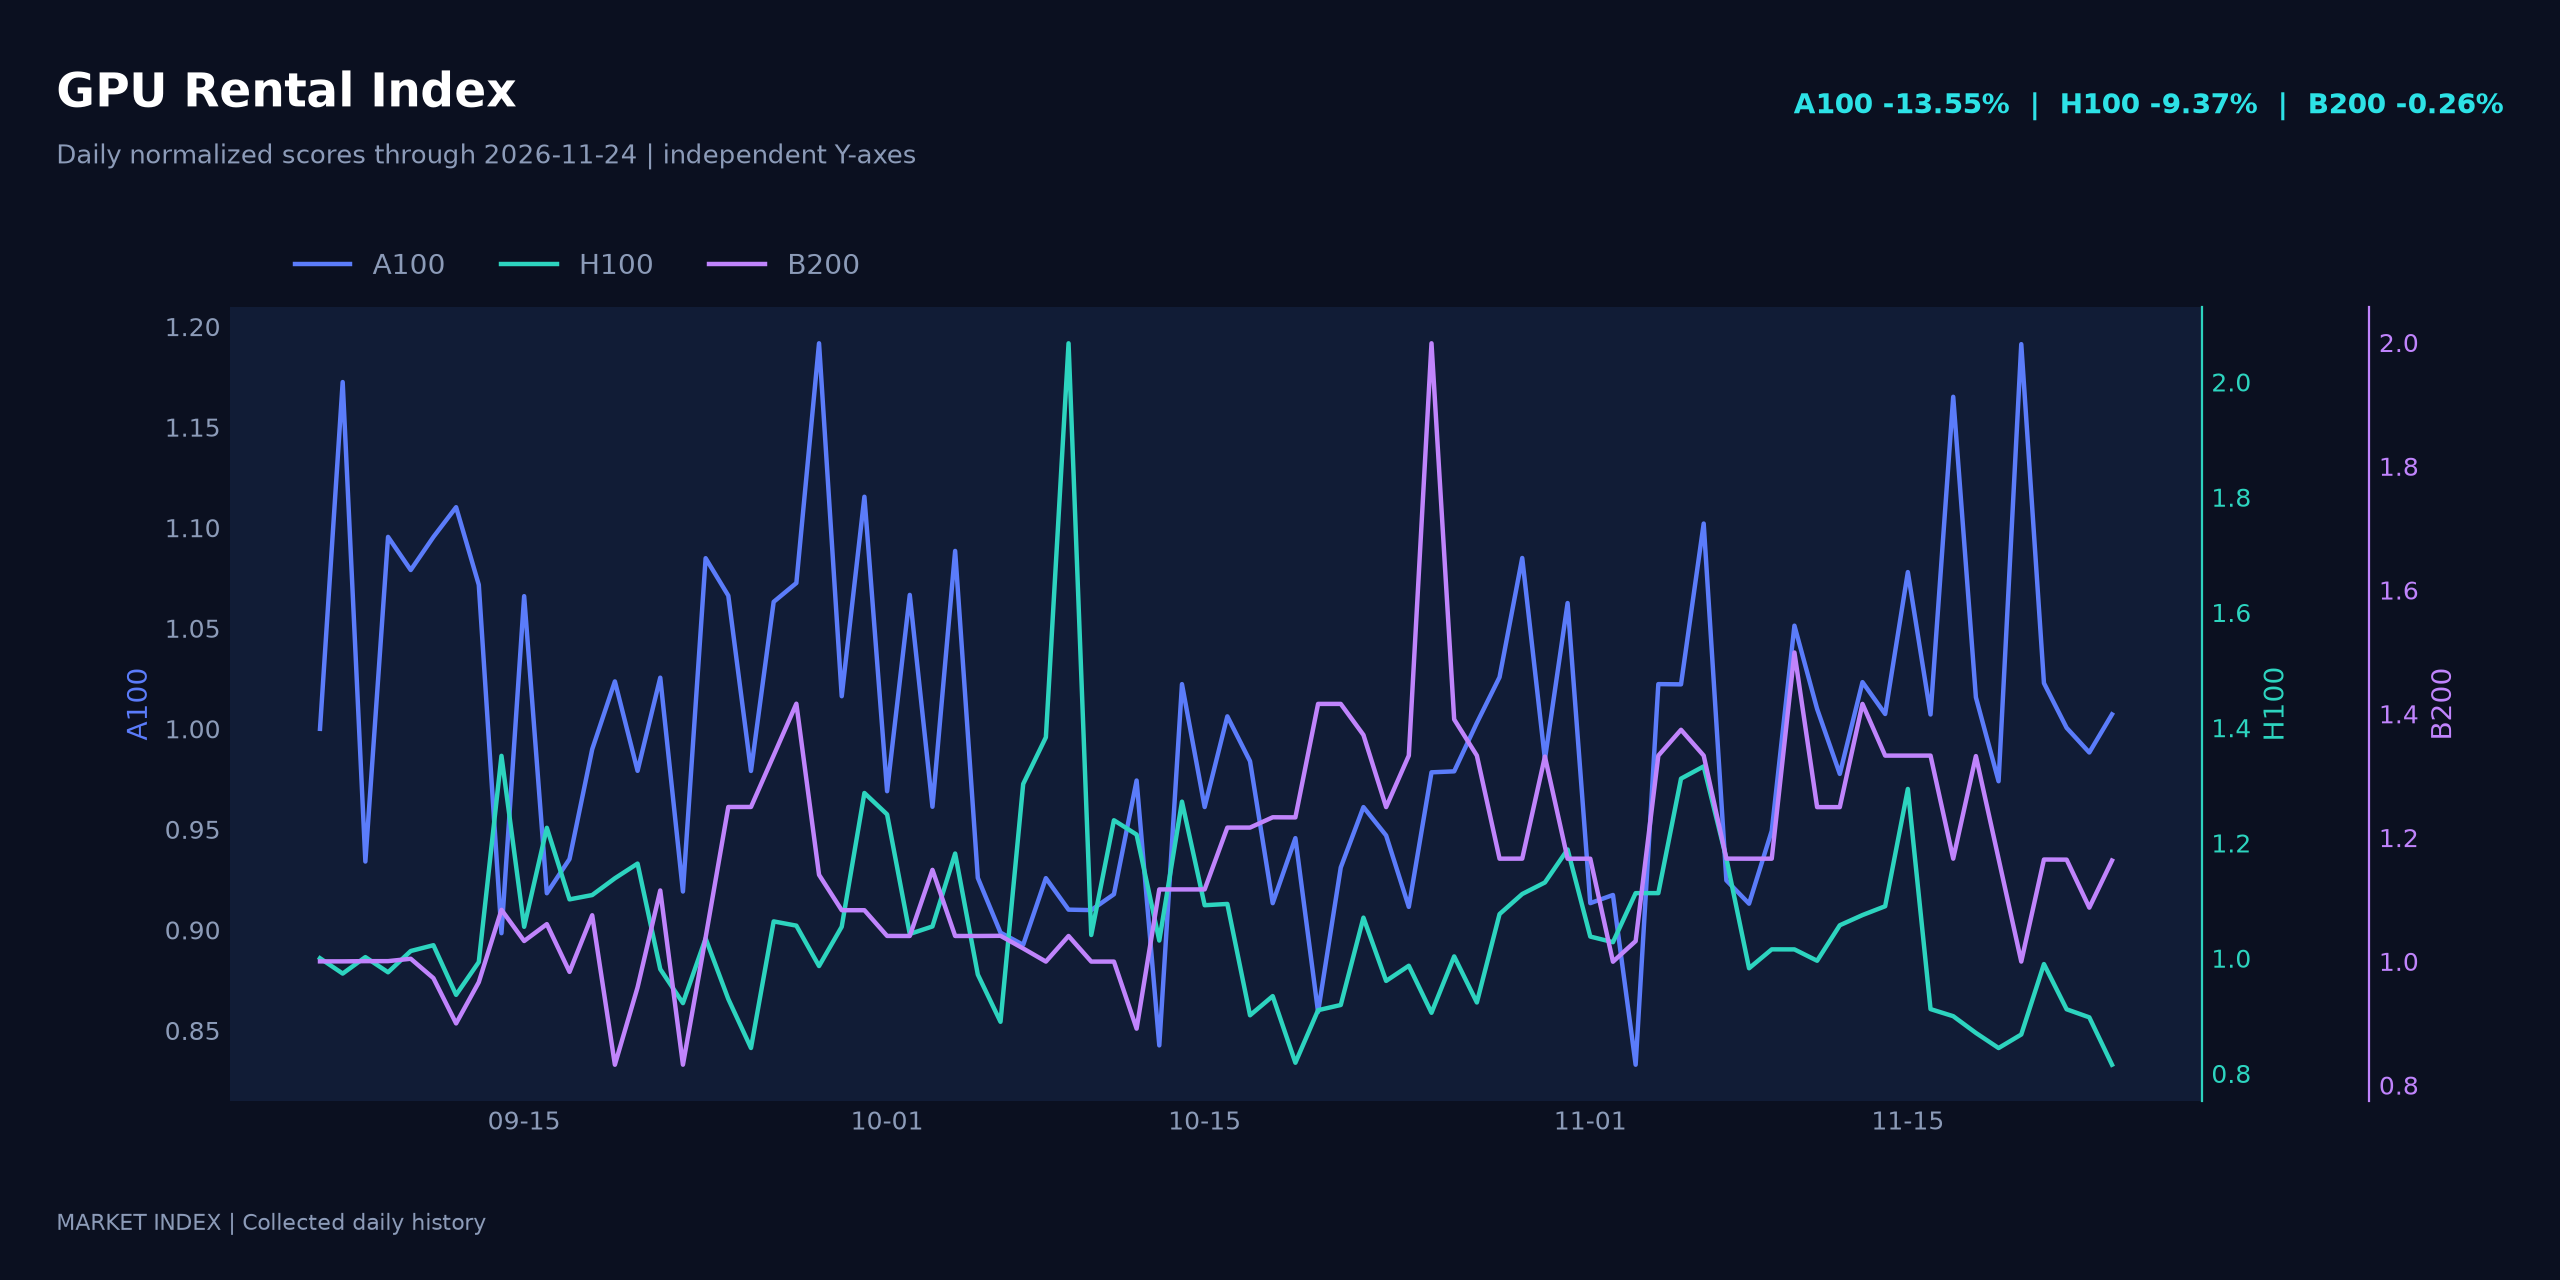 GPU Rental Index
A100 -13.55% | H100 -9.37% | B200 -0.26%
Daily normalized scores through 2026-11-24 | independent Y-axes
A100 H100 B200
1.20
1.15
1.10
1.05
1.00
0.95
0.90
0.85
A100
2.0
1.8
1.6
1.4
1.2
1.0
0.8
H100
2.0
1.8
1.6
1.4
1.2
1.0
0.8
B200
09-15 10-01 10-15 11-01 11-15
MARKET INDEX | Collected daily history